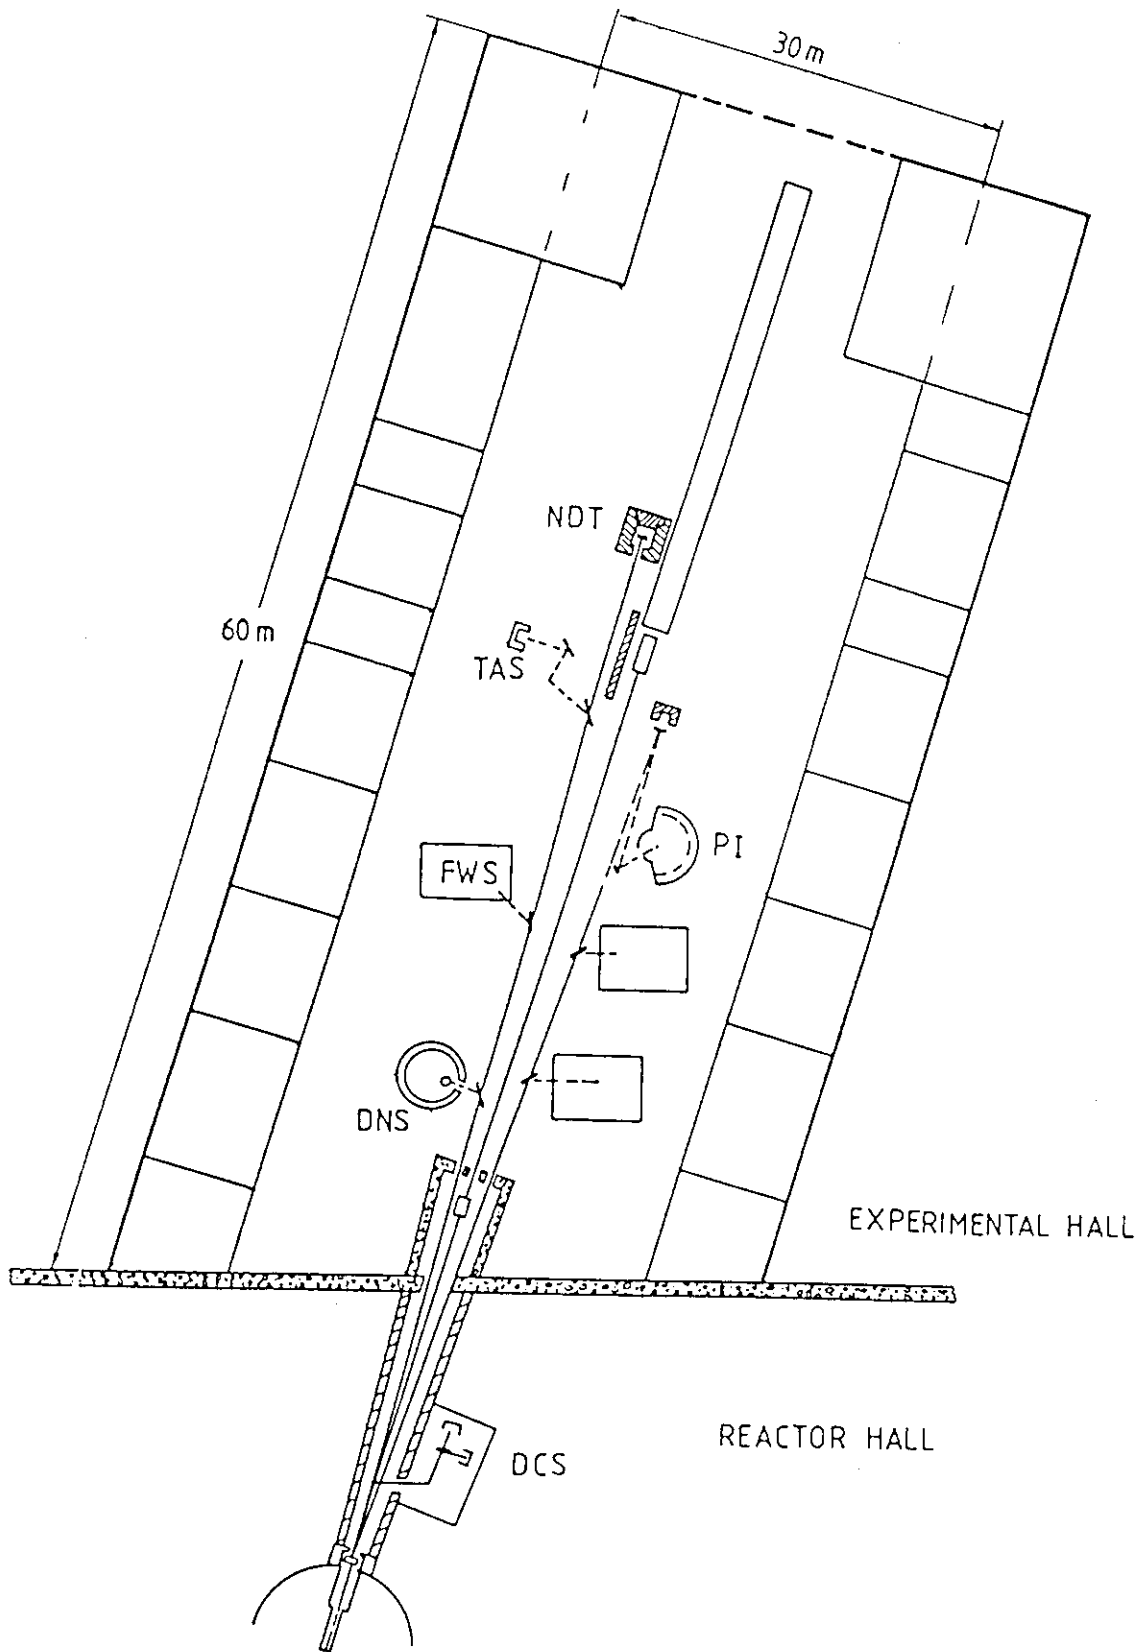 30 m
NDT
60 m
TAS
PI
FWS
DNS
EXPERIMENTAL HALL
REACTOR HALL
DCS